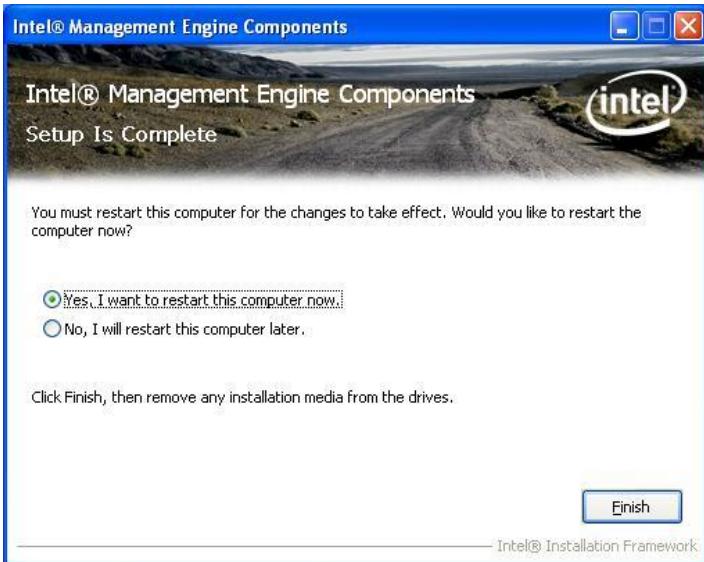 Intel® Management Engine Components
Intel® Management Engine Components
Setup Is Complete
intel
You must restart this computer for the changes to take effect. Would you like to restart the
computer now?
Yes, I want to restart this computer now.
No, I will restart this computer later.
Click Finish, then remove any installation media from the drives.
Finish
Intel® Installation Framework